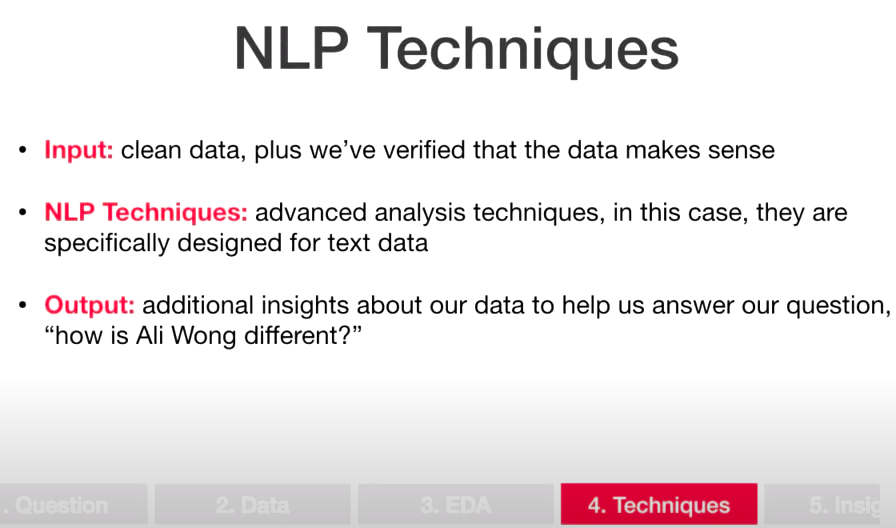 NLP Techniques
• Input: clean data, plus we’ve verified that the data makes sense
• NLP Techniques: advanced analysis techniques, in this case, they are
specifically designed for text data
• Output: additional insights about our data to help us answer our question,
“how is Ali Wong different?”
. Question 2. Data 3. EDA 4. Techniques 5. Insig